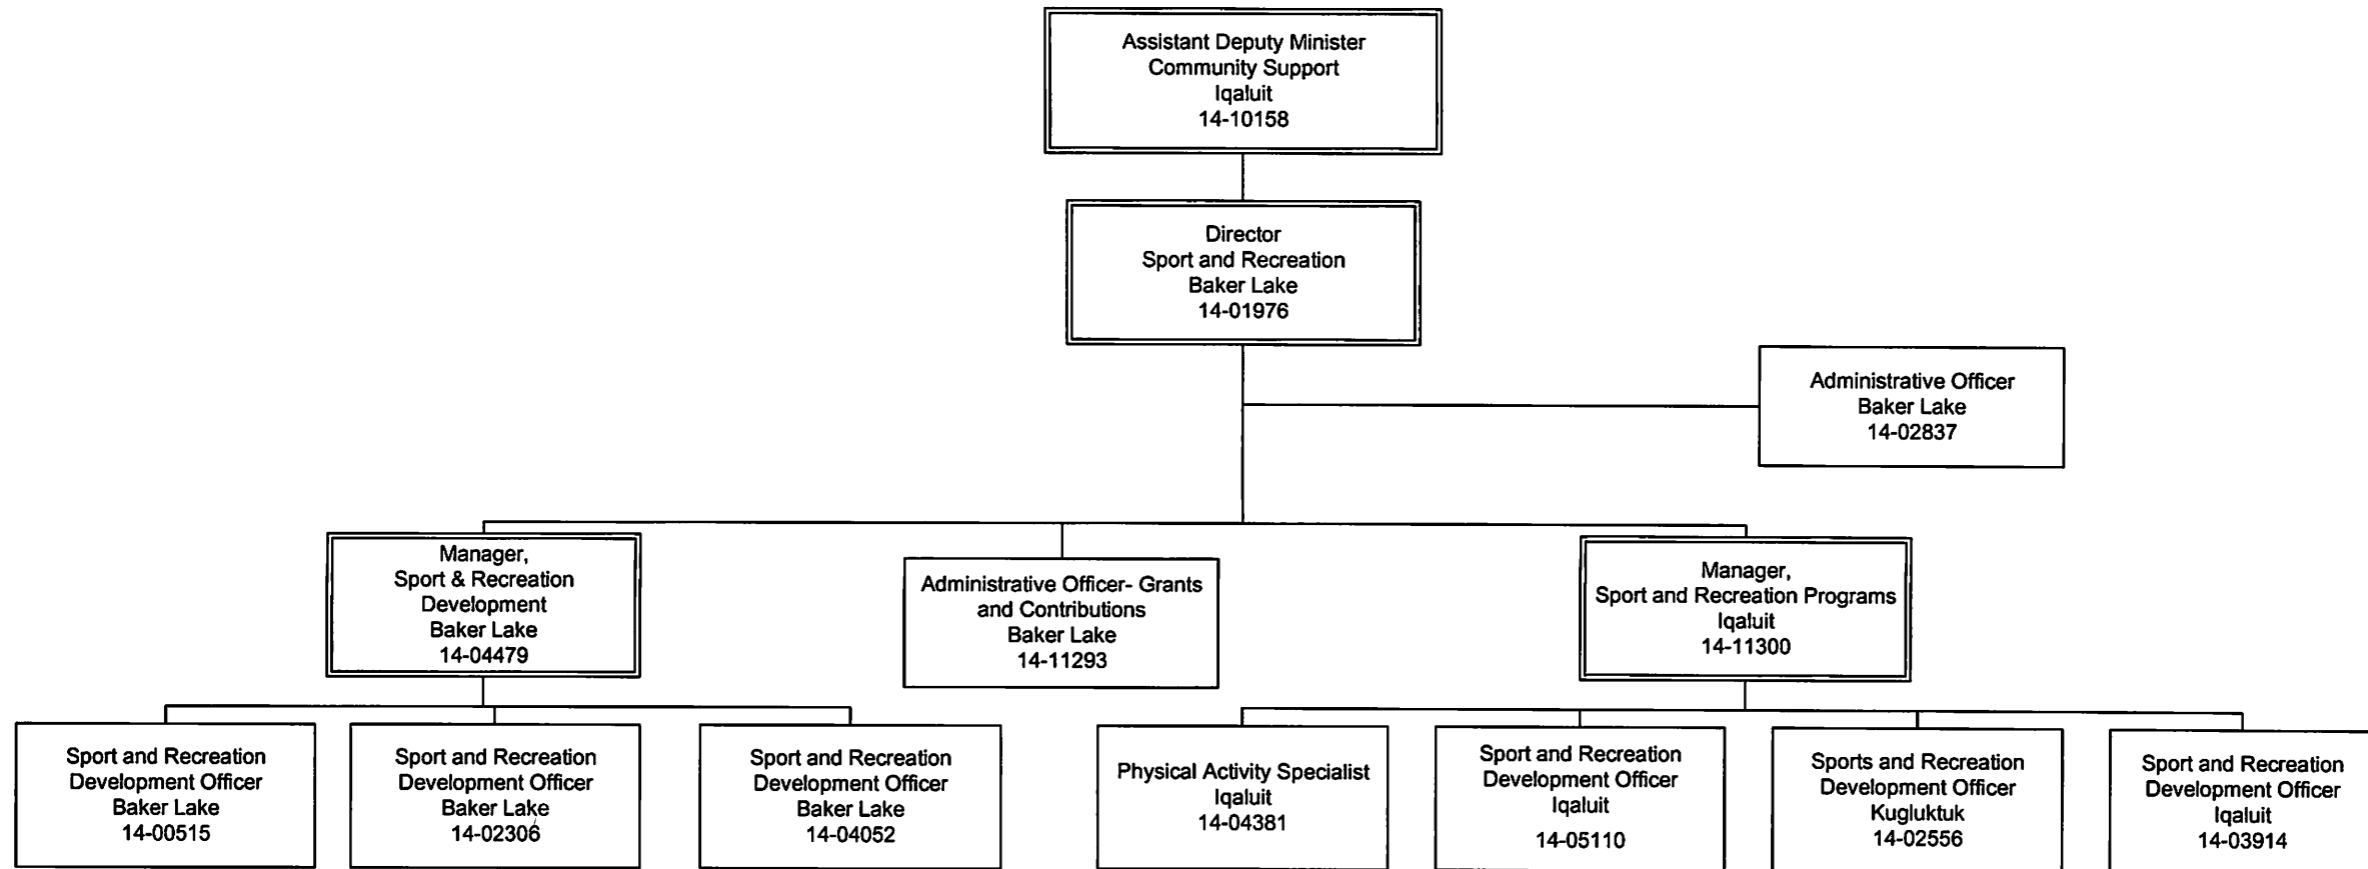 Assistant Deputy Minister
Community Support
Iqaluit
14-10158
Director
Sport and Recreation
Baker Lake
14-01976
Administrative Officer
Baker Lake
14-02837
Manager,
Sport & Recreation
Development
Baker Lake
14-04479
Administrative Officer- Grants
and Contributions
Baker Lake
14-11293
Manager,
Sport and Recreation Programs
Iqaluit
14-11300
Sport and Recreation
Development Officer
Baker Lake
14-00515
Sport and Recreation
Development Officer
Baker Lake
14-02306
Sport and Recreation
Development Officer
Baker Lake
14-04052
Physical Activity Specialist
Iqaluit
14-04381
Sport and Recreation
Development Officer
Iqaluit
14-05110
Sports and Recreation
Development Officer
Kugluktuk
14-02556
Sport and Recreation
Development Officer
Iqaluit
14-03914